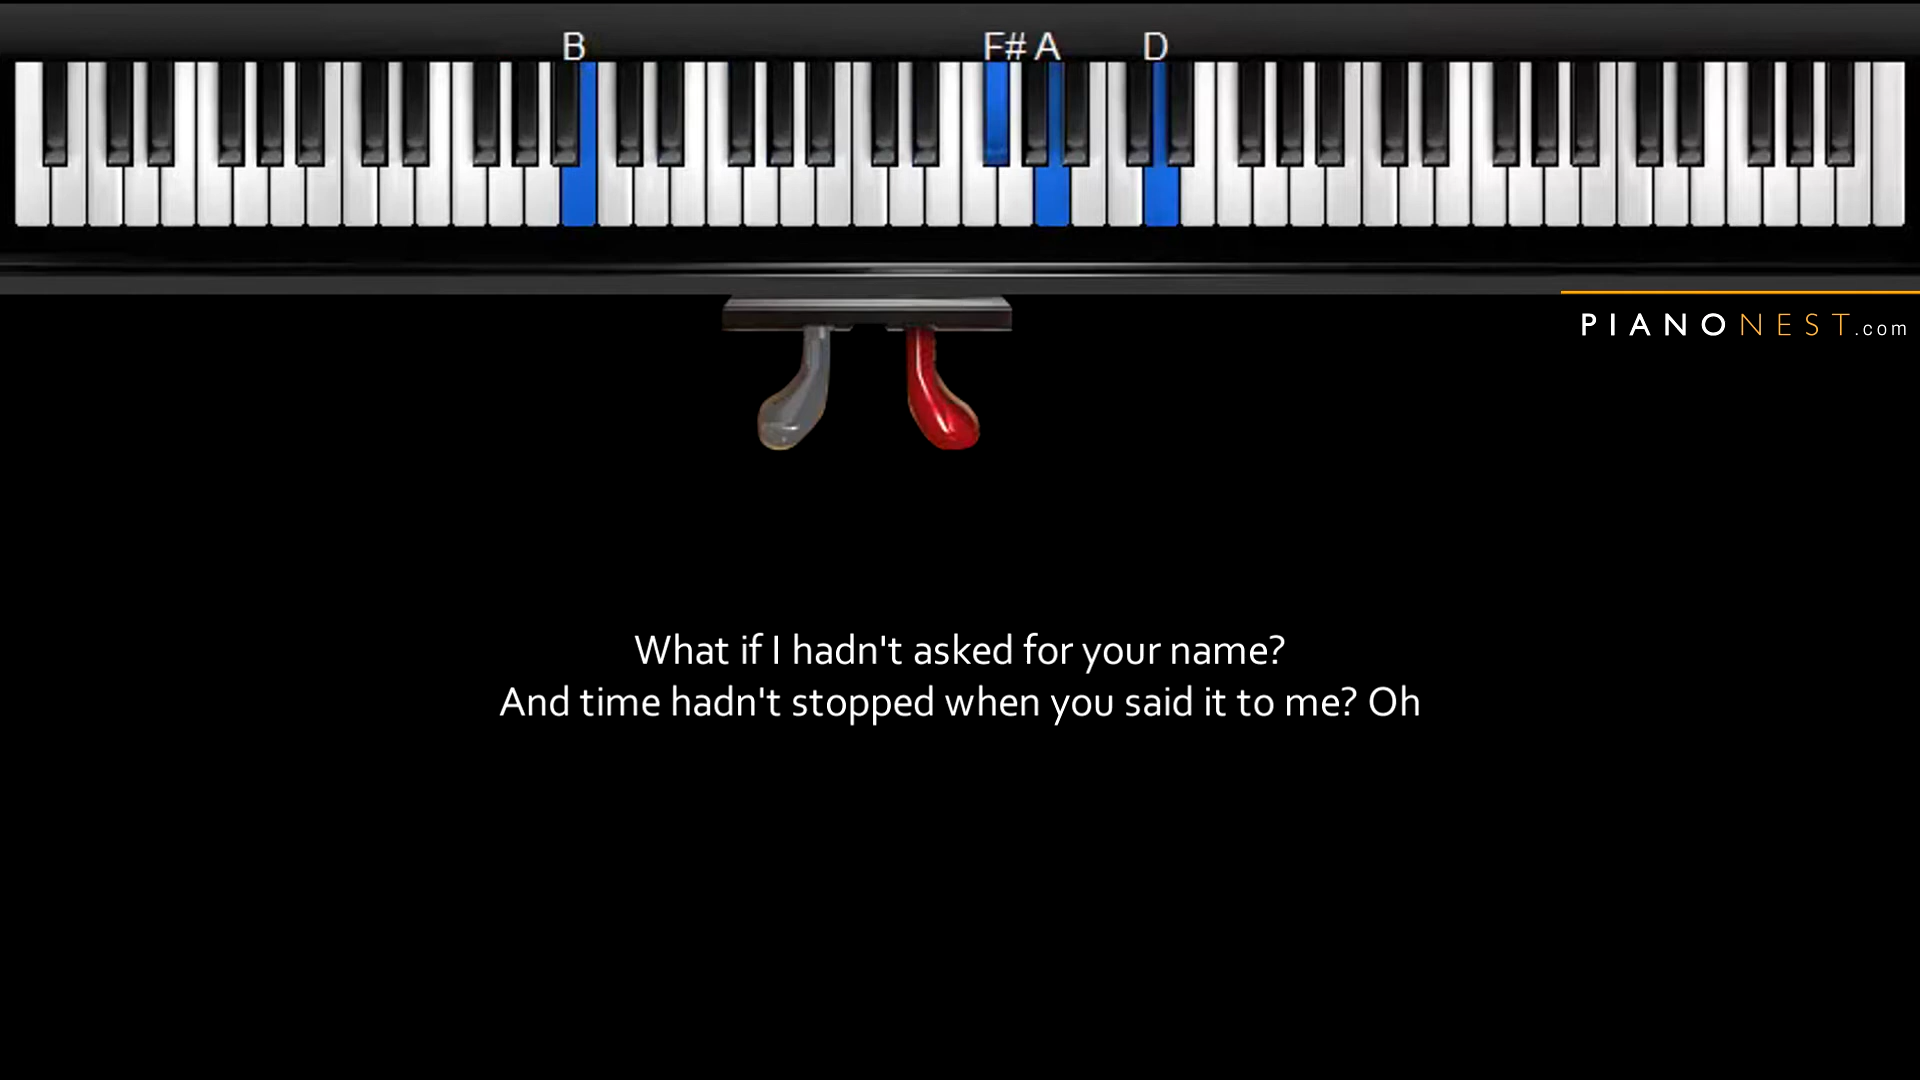 B F# A D
PIANONEST.com
What if I hadn't asked for your name?
And time hadn't stopped when you said it to me? Oh